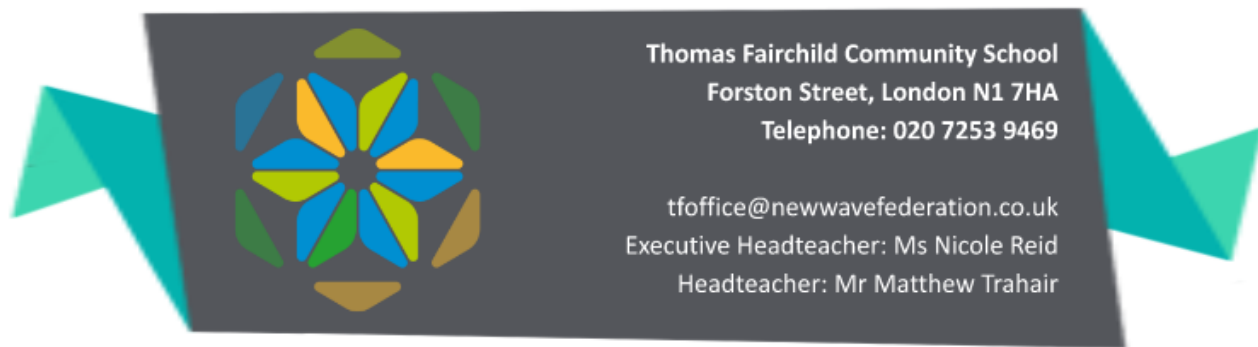 Thomas Fairchild Community School
Forston Street, London N1 7HA
Telephone: 020 7253 9469
tfoffice@newwavefederation.co.uk
Executive Headteacher: Ms Nicole Reid
Headteacher: Mr Matthew Trahair